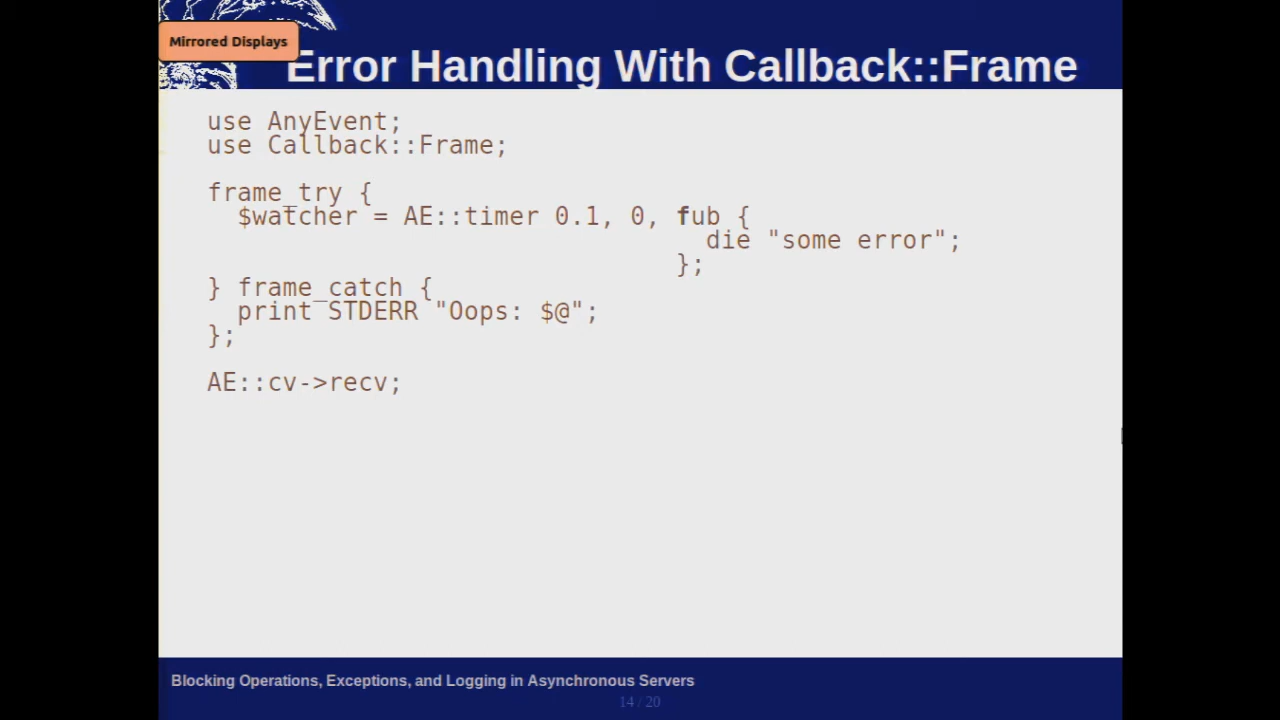 Mirrored Displays
Error Handling With Callback::Frame
use AnyEvent;
use Callback::Frame;
frame_try {
$watcher = AE::timer 0.1, 0, fub {
die "some error";
};
} frame_catch {
print STDERR "Oops: $@";
};
AE::cv->recv;
Blocking Operations, Exceptions, and Logging in Asynchronous Servers
14 / 20